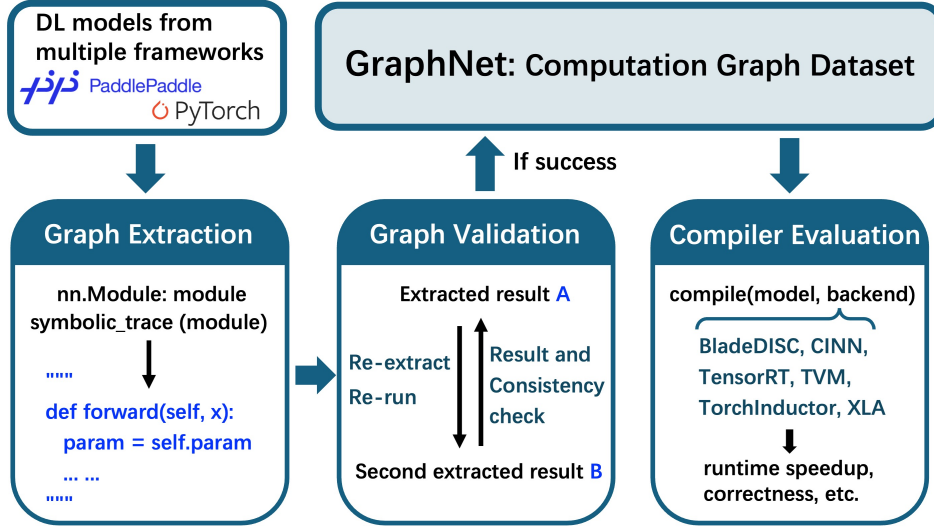 DL models from
multiple frameworks
PaddlePaddle
PyTorch
GraphNet: Computation Graph Dataset
If success
Graph Extraction
nn.Module: module
symbolic_trace (module)
"""
def forward(self, x):
param = self.param
... ...
"""
Graph Validation
Extracted result A
Re-extract
Re-run
Result and
Consistency
check
Second extracted result B
Compiler Evaluation
compile(model, backend)
BladeDISC, CINN,
TensorRT, TVM,
TorchInductor, XLA
runtime speedup,
correctness, etc.